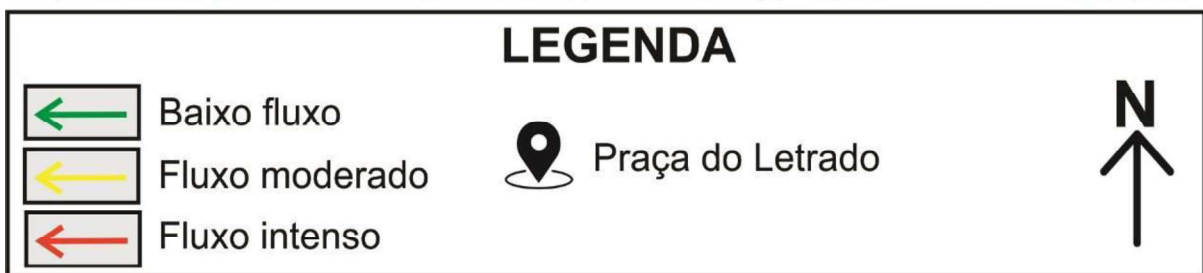 LEGENDA
Baixo fluxo
Fluxo moderado
Fluxo intenso
Praça do Letrado
N